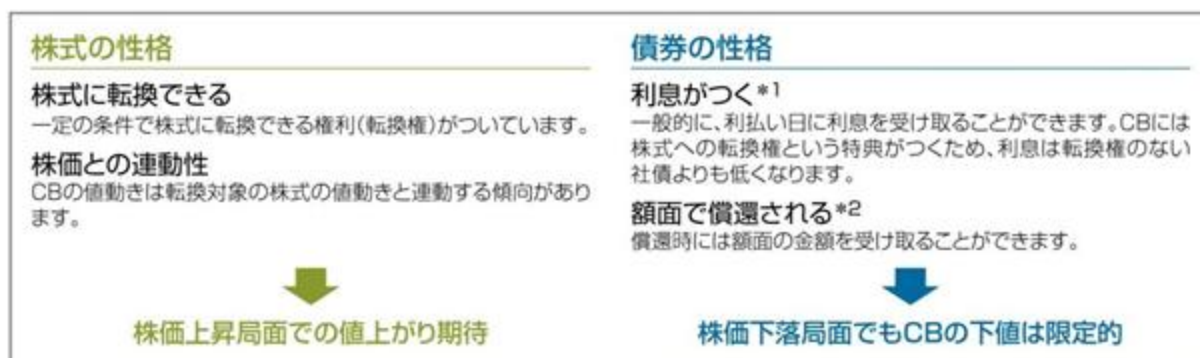 株式の性格
株式に転換できる
一定の条件で株式に転換できる権利(転換権)がついています。
株価との連動性
CBの値動きは転換対象の株式の値動きと連動する傾向があり
ます。
株価上昇局面での値上がり期待
債券の性格
利息がつく*1
一般的に、利払い日に利息を受け取ることができます。CBには
株式への転換権という特典がつくため、利息は転換権のない
社債よりも低くなります。
額面で償還される*2
償還時には額面の金額を受け取ることができます。
株価下落局面でもCBの下値は限定的